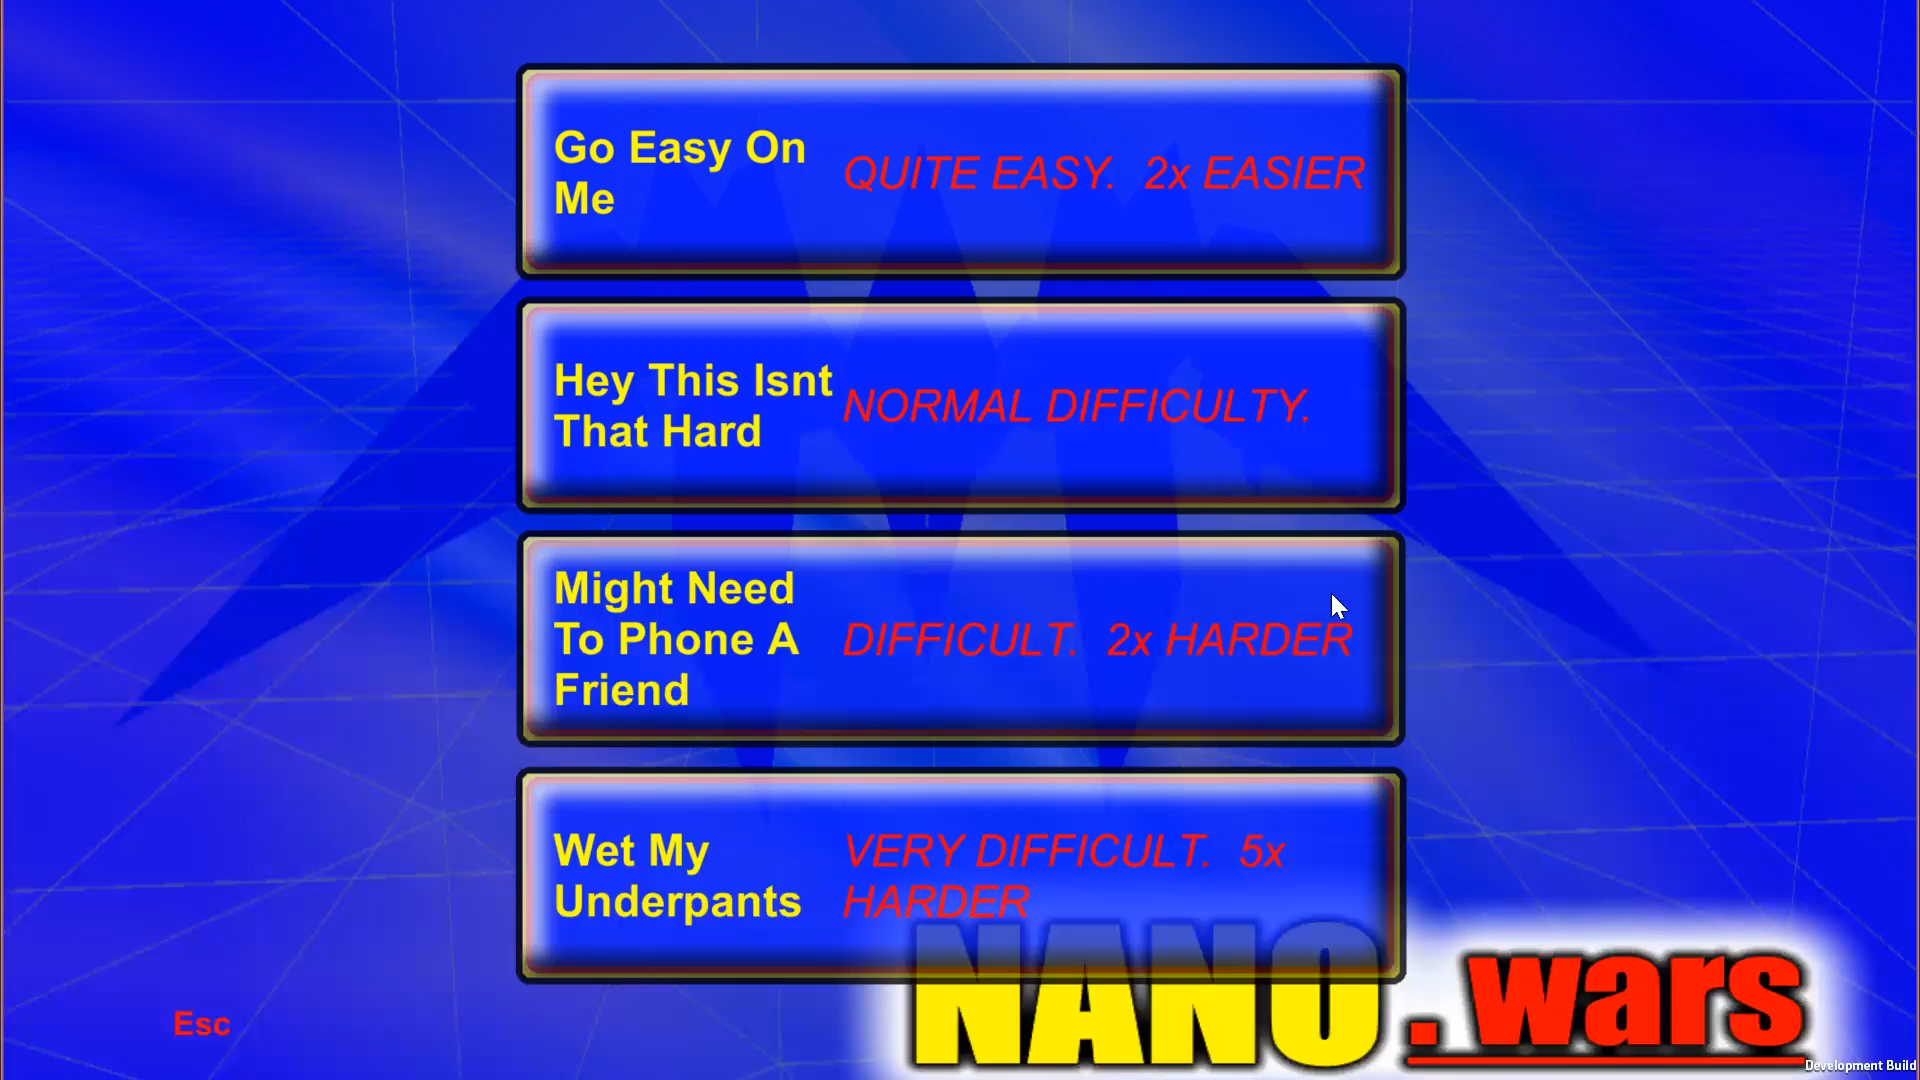 Go Easy On
Me
QUITE EASY.  2x EASIER
Hey This Isnt
That Hard
NORMAL DIFFICULTY.
Might Need
To Phone A
Friend
DIFFICULT.  2x HARDER
Wet My
Underpants
VERY DIFFICULT.  5x
HARDER
NANO.wars
Esc
Development Build